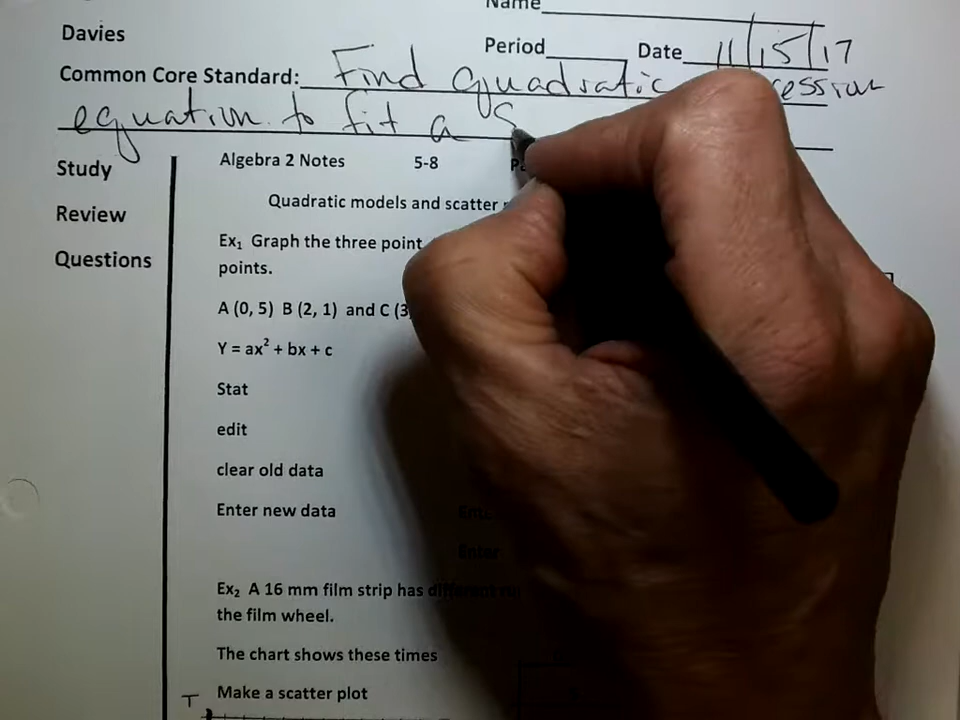 Name
Davies
Period Date 11/15/17
Common Core Standard: Find quadratic ession
equation to fit a S
Study
Review
Questions
Algebra 2 Notes 5-8
Quadratic models and scatter
Ex1 Graph the three point
points.
A (0, 5) B (2, 1) and C (3
Y = ax² + bx + c
Stat
edit
clear old data
Enter new data
Enter
Ex2 A 16 mm film strip has different
the film wheel.
The chart shows these times
Make a scatter plot
T